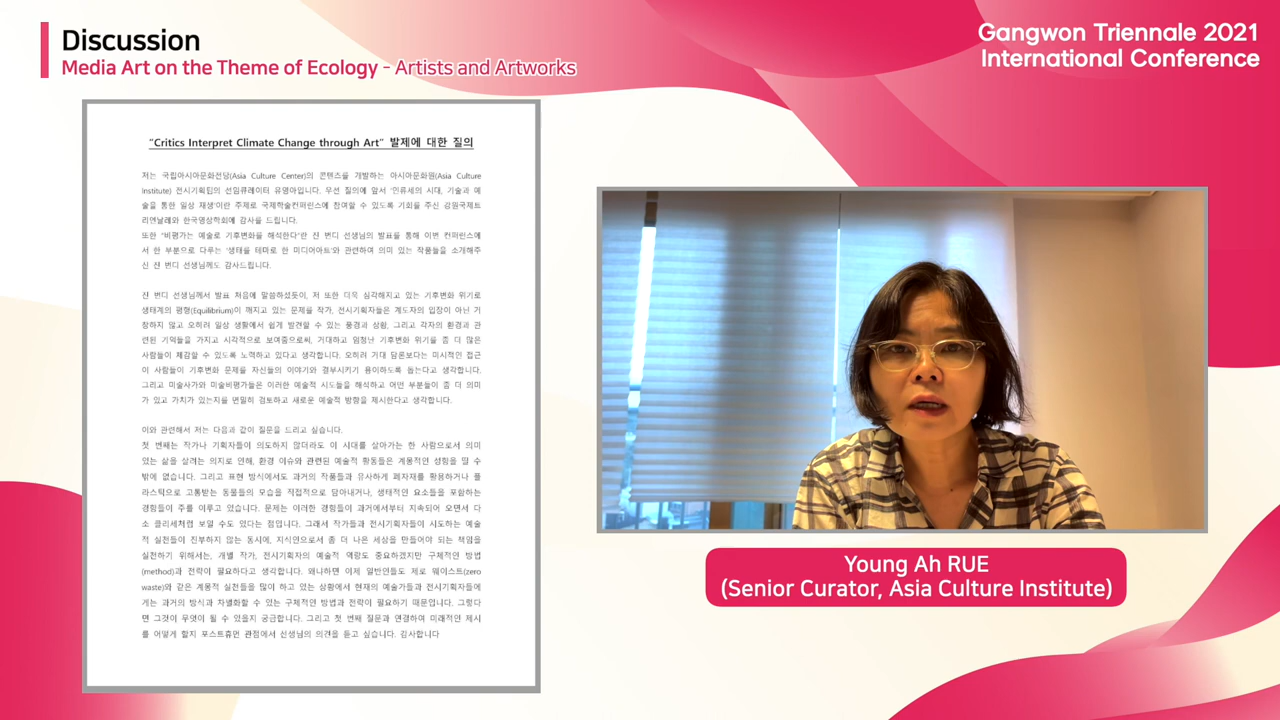 Discussion
Media Art on the Theme of Ecology - Artists and Artworks
Gangwon Triennale 2021
International Conference
“Critics Interpret Climate Change through Art” 발제에 대한 질의
저는 국립아시아문화전당(Asia Culture Center)의 콘텐츠를 개발하는 아시아문화원(Asia Culture
Institute) 전시기획팀의 선임큐레이터 유영아입니다. 우선 질의에 앞서 '인류세의 시대, 기술과 예
술을 통한 일상 재생'이란 주제로 국제학술컨퍼런스에 참여할 수 있도록 기회를 주신 강원국제트
리엔날레와 한국영상학회에 감사를 드립니다.
또한 “비평가는 예술로 기후변화를 해석한다”란 잔 번디 선생님의 발표를 통해 이번 컨퍼런스에
서 한 부분으로 다루는 '생태를 테마로 한 미디어아트'와 관련하여 의미 있는 작품들을 소개해주
신 잔 번디 선생님께도 감사드립니다.
잔 번디 선생님께서 발표 처음에 말씀하셨듯이, 저 또한 더욱 심각해지고 있는 기후변화 위기로
생태계의 평형(Equilibrium)이 깨지고 있는 문제를 작가, 전시기획자들은 계도자의 입장이 아닌 거
창하지 않고 오히려 일상 생활에서 쉽게 발견할 수 있는 풍경과 상황, 그리고 각자의 환경과 관
련된 기억들을 가지고 시각적으로 보여줌으로써, 거대하고 엄청난 기후변화 위기를 좀 더 많은
사람들이 체감할 수 있도록 노력하고 있다고 생각합니다. 오히려 거대 담론보다는 미시적인 접근
이 사람들이 기후변화 문제를 자신들의 이야기와 결부시키기 용이하도록 돕는다고 생각합니다.
그리고 미술사가와 미술비평가들은 이러한 예술적 시도들을 해석하고 어떤 부분들이 좀 더 의미
가 있고 가치가 있는지를 면밀히 검토하고 새로운 예술적 방향을 제시한다고 생각합니다.
이와 관련해서 저는 다음과 같이 질문을 드리고 싶습니다.
첫 번째는 작가나 기획자들이 의도하지 않더라도 이 시대를 살아가는 한 사람으로서 의미
있는 삶을 살려는 의지로 인해, 환경 이슈와 관련된 예술적 활동들은 계몽적인 성향을 띨 수
밖에 없습니다. 그리고 표현 방식에서도 과거의 작품들과 유사하게 폐자재를 활용하거나 플
라스틱으로 고통받는 동물들의 모습을 직접적으로 담아내거나, 생태적인 요소들을 포함하는
경향들이 주를 이루고 있습니다. 문제는 이러한 경향들이 과거에서부터 지속되어 오면서 다
소 클리셰처럼 보일 수도 있다는 점입니다. 그래서 작가들과 전시기획자들이 시도하는 예술
적 실천들이 진부하지 않는 동시에, 지식인으로서 좀 더 나은 세상을 만들어야 되는 책임을
실천하기 위해서는, 개별 작가, 전시기획자의 예술적 역량도 중요하겠지만 구체적인 방법
(method)과 전략이 필요하다고 생각합니다. 왜냐하면 이제 일반인들도 제로 웨이스트(zero
waste)와 같은 계몽적 실천들을 많이 하고 있는 상황에서 현재의 예술가들과 전시기획자들에
게는 과거의 방식과 차별화할 수 있는 구체적인 방법과 전략이 필요하기 때문입니다. 그렇다
면 그것이 무엇이 될 수 있을지 궁금합니다. 그리고 첫 번째 질문과 연결하여 미래적인 제시
를 어떻게 할지 포스트휴먼 관점에서 선생님의 의견을 듣고 싶습니다. 감사합니다
Young Ah RUE
(Senior Curator, Asia Culture Institute)